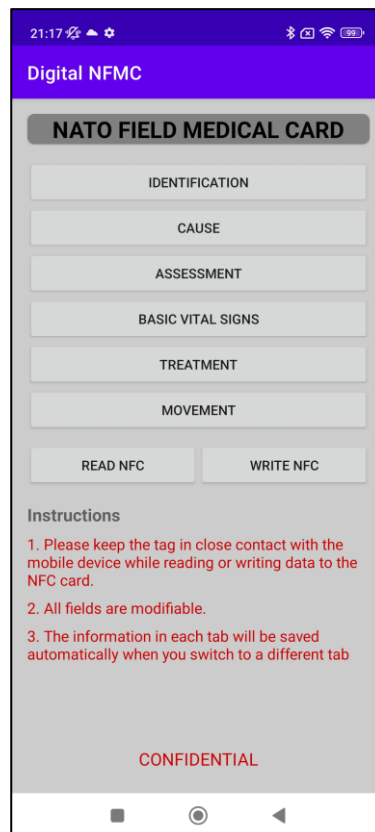 21:17 99
Digital NFMC
NATO FIELD MEDICAL CARD
IDENTIFICATION
CAUSE
ASSESSMENT
BASIC VITAL SIGNS
TREATMENT
MOVEMENT
READ NFC WRITE NFC
Instructions
1. Please keep the tag in close contact with the
mobile device while reading or writing data to the
NFC card.
2. All fields are modifiable.
3. The information in each tab will be saved
automatically when you switch to a different tab
CONFIDENTIAL